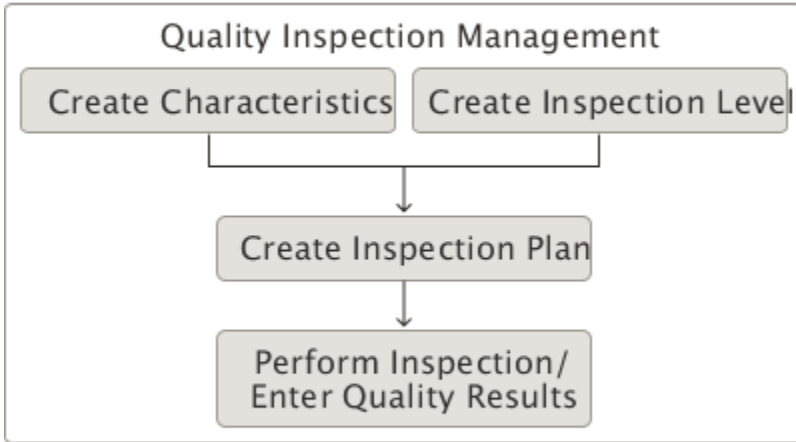 Quality Inspection Management
Create Characteristics
Create Inspection Level
Create Inspection Plan
Perform Inspection/
Enter Quality Results